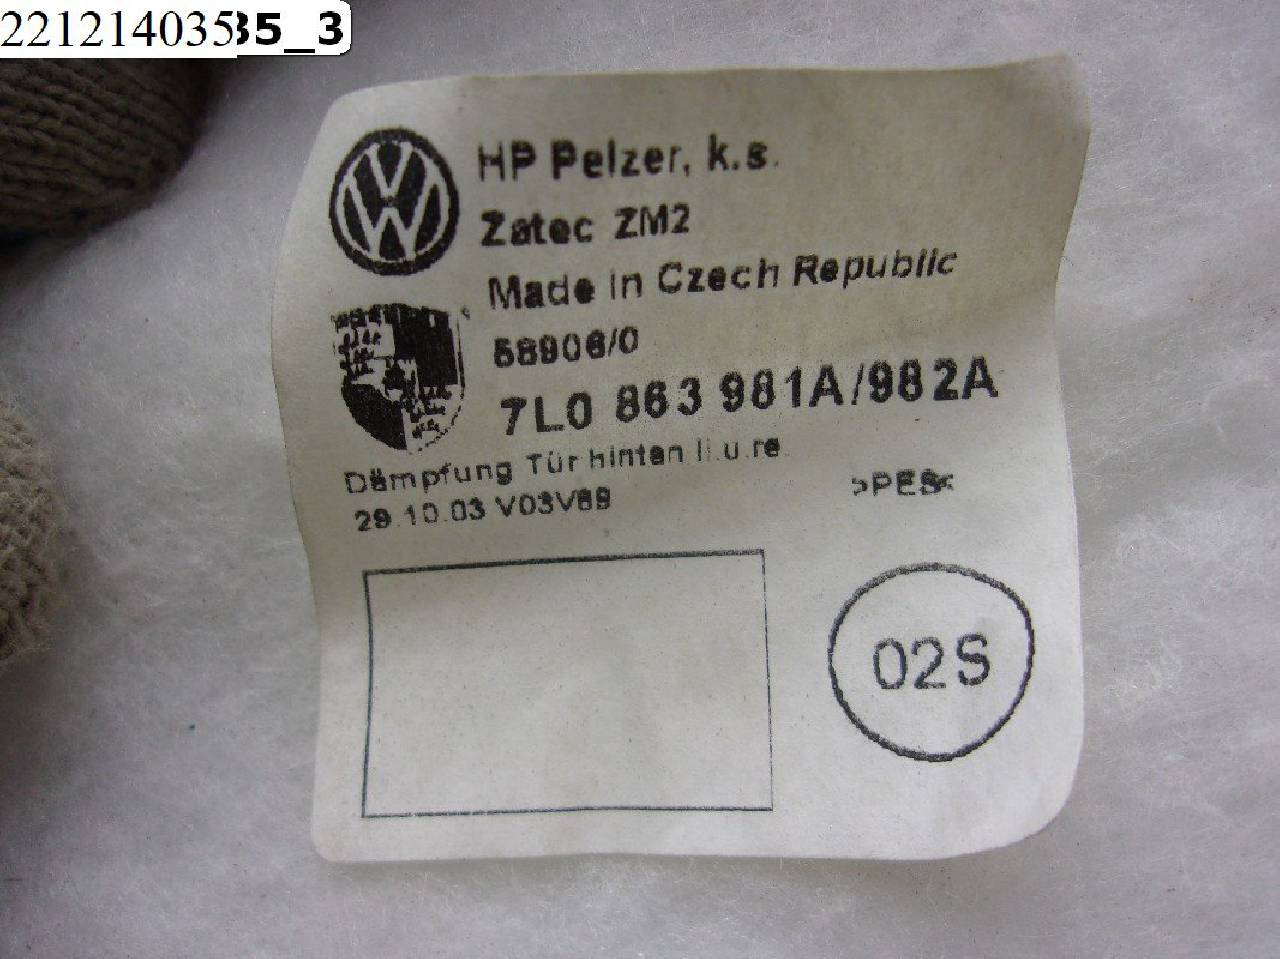 22121403535_3
HP Pelzer, k.s.
Zatec ZM2
Made in Czech Republic
58906/0
7L0 863 981A/982A
Dämpfung Tür hinten li.u.re.
29.10.03 V03V89
>PES<
02S